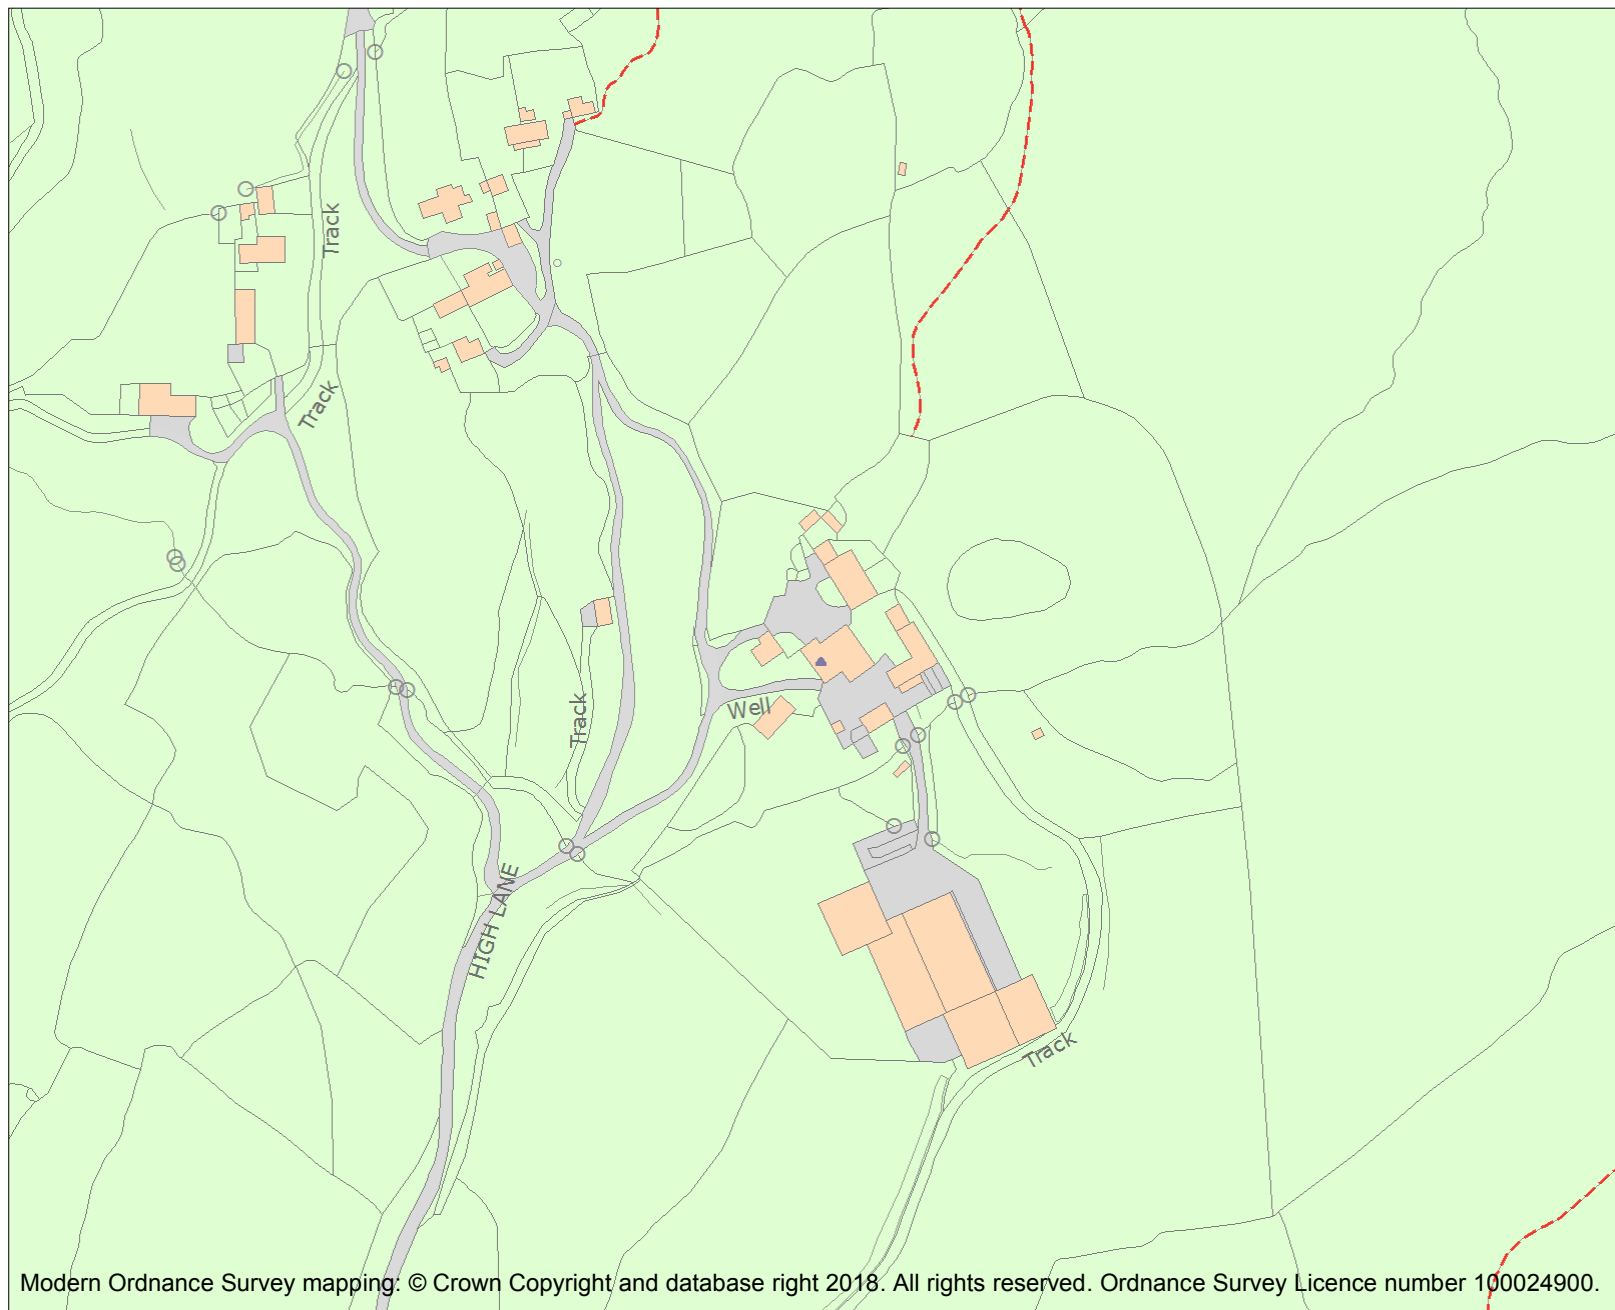 Track
Track
Track
Well
HIGH LANE
Track
Modern Ordnance Survey mapping: © Crown Copyright and database right 2018. All rights reserved. Ordnance Survey Licence number 100024900.